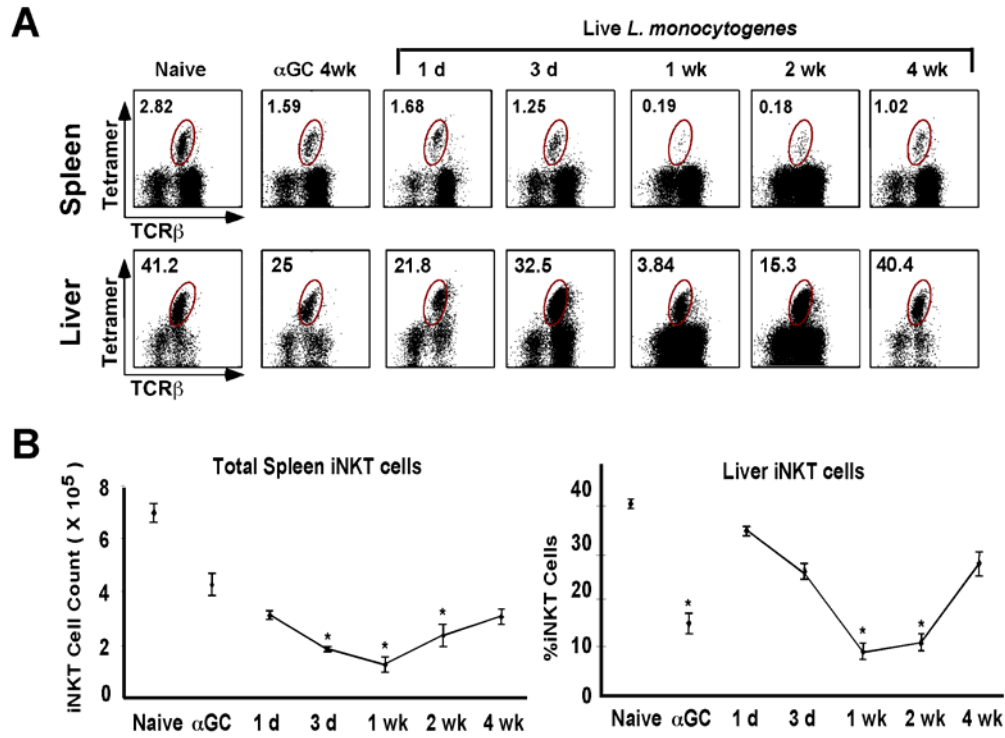 A
Live L. monocytogenes
Naive αGC 4wk 1 d 3 d 1 wk 2 wk 4 wk
Spleen
Tetramer
2.82 1.59 1.68 1.25 0.19 0.18 1.02
TCRβ
Liver
Tetramer
41.2 25 21.8 32.5 3.84 15.3 40.4
TCRβ
B
Total Spleen iNKT cells
iNKT Cell Count ( X 10⁵ )
8
6
4
2
0
* * *
Naive αGC 1 d 3 d 1 wk 2 wk 4 wk
Liver iNKT cells
%iNKT Cells
40
30
20
10
0
* * *
Naive αGC 1 d 3 d 1 wk 2 wk 4 wk